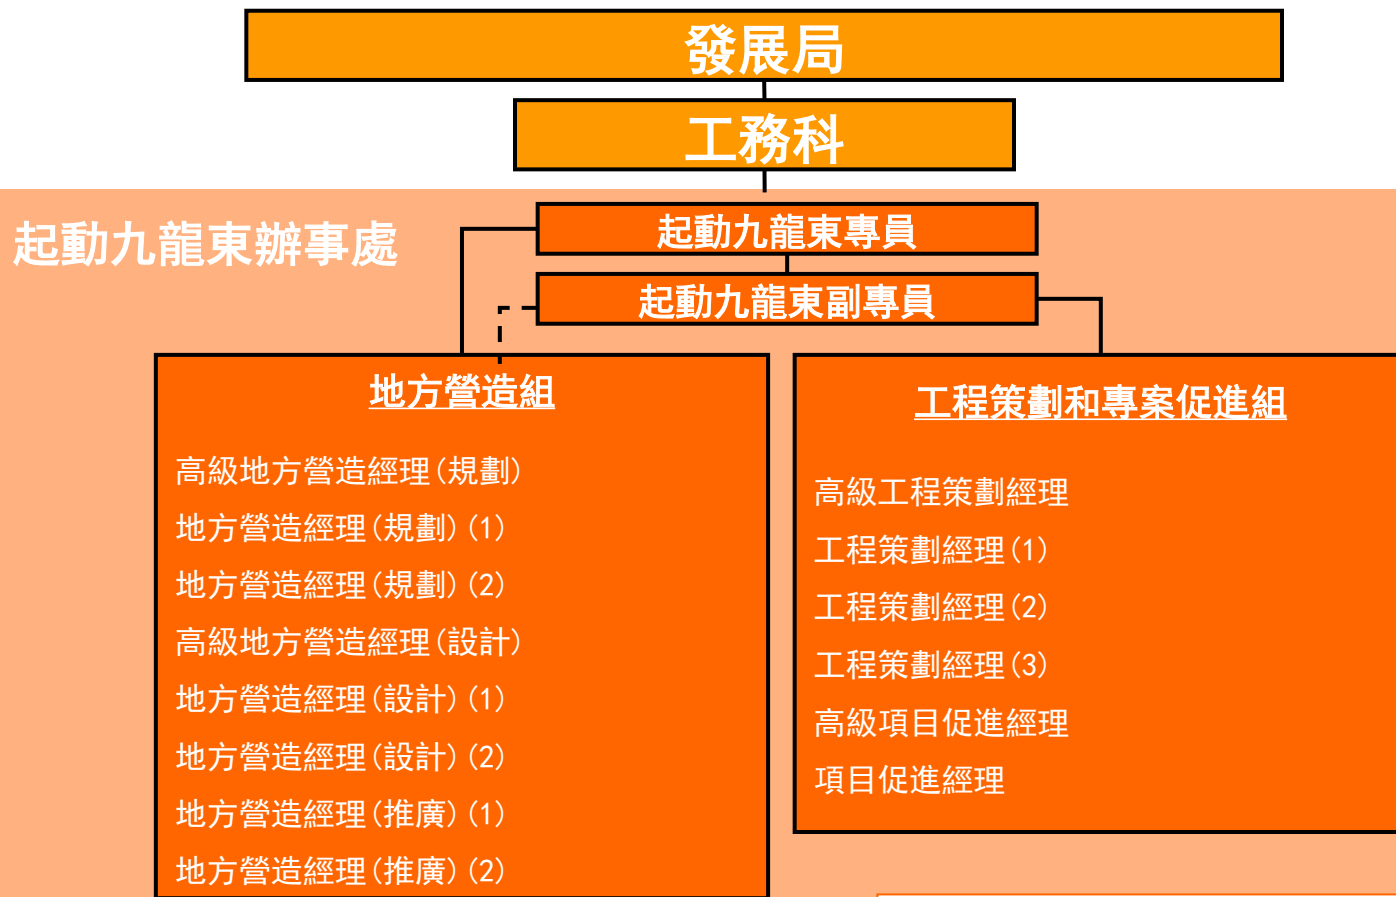 發展局
工務科
起動九龍東辦事處
起動九龍東專員
起動九龍東副專員
地方營造組
高級地方營造經理(規劃)
地方營造經理(規劃)(1)
地方營造經理(規劃)(2)
高級地方營造經理(設計)
地方營造經理(設計)(1)
地方營造經理(設計)(2)
地方營造經理(推廣)(1)
地方營造經理(推廣)(2)
工程策劃和專案促進組
高級工程策劃經理
工程策劃經理(1)
工程策劃經理(2)
工程策劃經理(3)
高級項目促進經理
項目促進經理